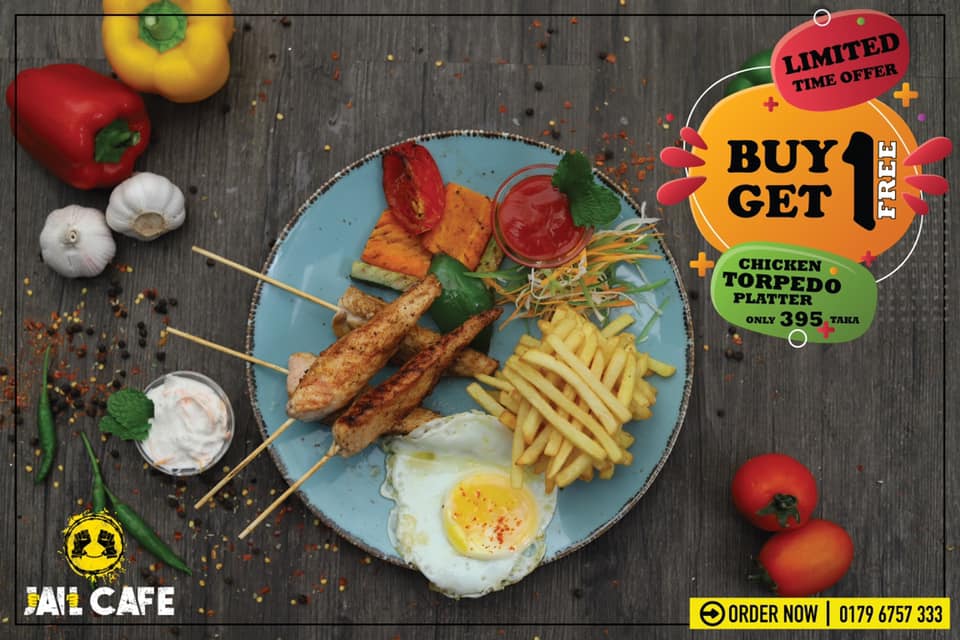 LIMITED
TIME OFFER
BUY 1
GET
FREE
CHICKEN
TORPEDO
PLATTER
ONLY 395 TAKA
JAIL CAFE
ORDER NOW | 0179 6757 333